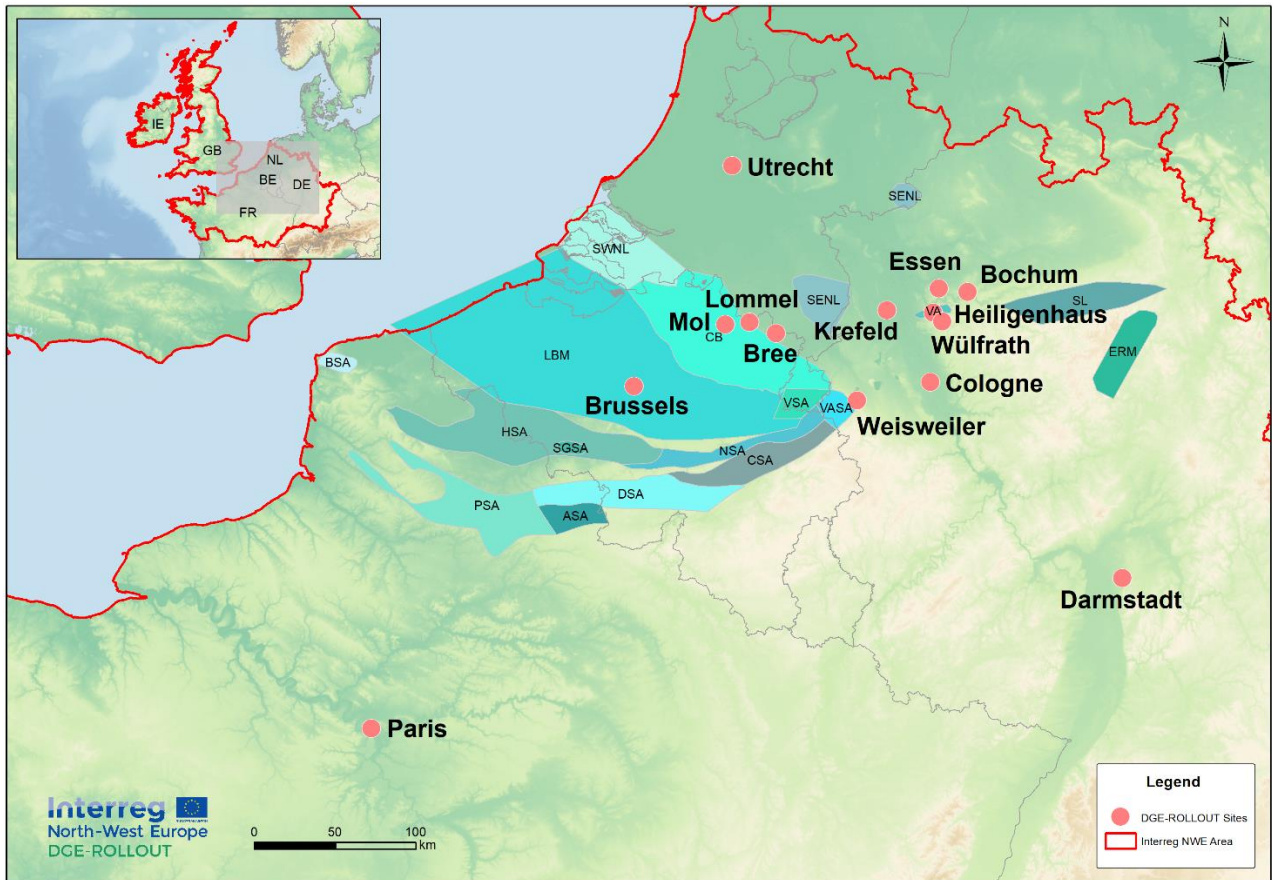 IE
GB
NL
BE
DE
FR
N
Utrecht
SENL
SWNL
Essen
Bochum
SENL
Lommel
SL
Mol
CB
Krefeld
VA
Heiligenhaus
Bree
Wülfrath
ERM
BSA
LBM
Cologne
Brussels
VSA
VASA
Weisweiler
HSA
SGSA
NSA
CSA
PSA
DSA
ASA
Darmstadt
Paris
Interreg
North-West Europe
DGE-ROLLOUT
0 50 100
km
Legend
DGE-ROLLOUT Sites
Interreg NWE Area